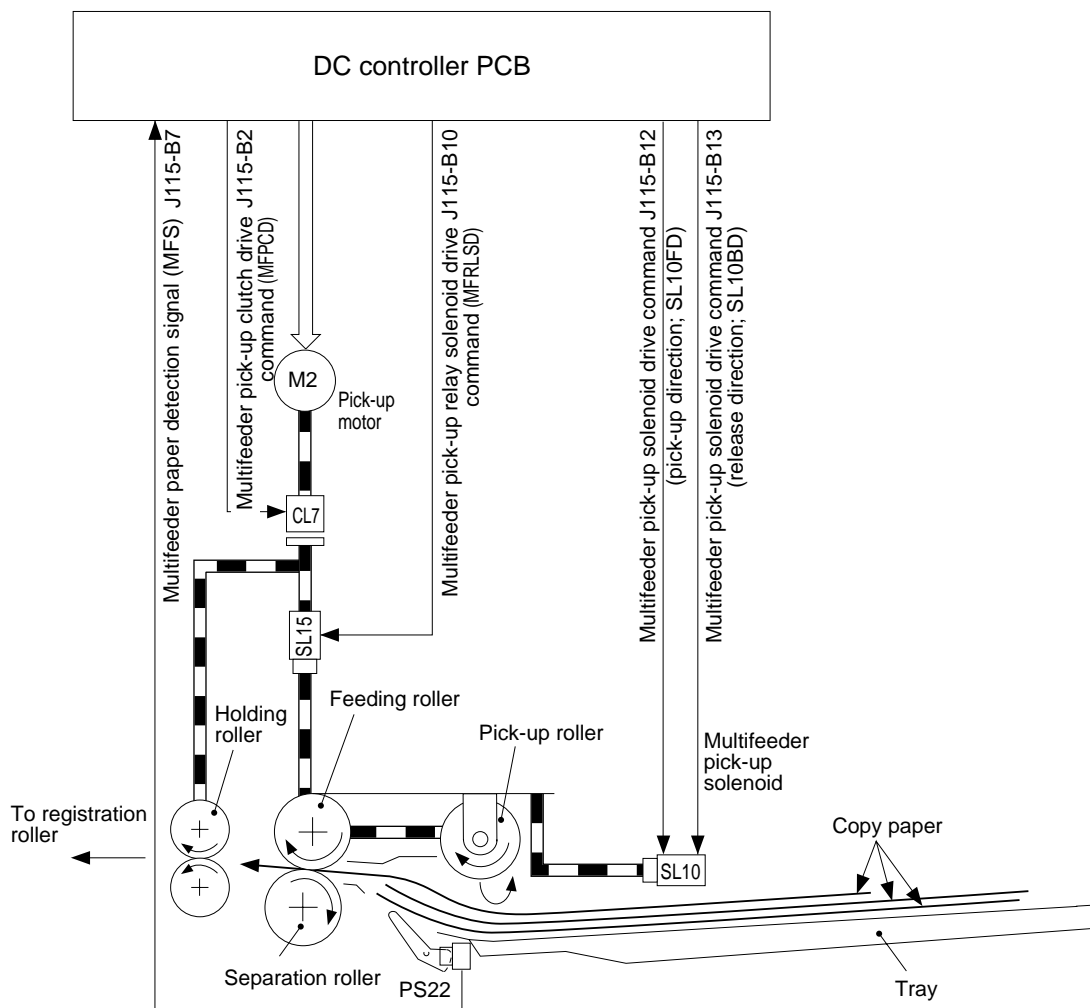 DC controller PCB
Multifeeder paper detection signal (MFS) J115-B7
Multifeeder pick-up clutch drive J115-B2
command (MFPCD)
Multifeeder pick-up relay solenoid drive J115-B10
command (MFRLSD)
Multifeeder pick-up solenoid drive command J115-B12
(pick-up direction; SL10FD)
Multifeeder pick-up solenoid drive command J115-B13
(release direction; SL10BD)
M2
Pick-up
motor
CL7
SL15
Holding
roller
Feeding roller
Pick-up roller
Multifeeder
pick-up
solenoid
To registration
roller
Copy paper
SL10
Separation roller
PS22
Tray